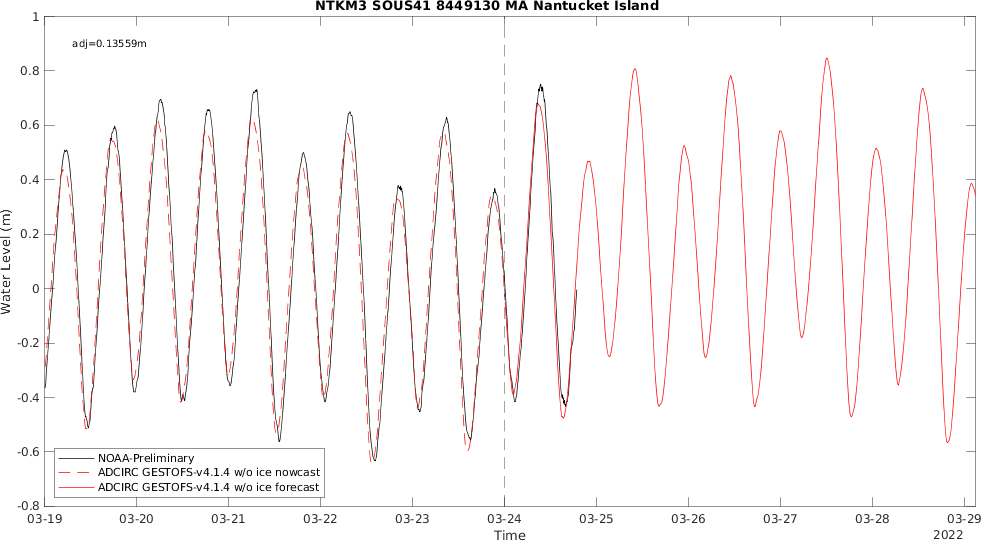 NTKM3 SOUS41 8449130 MA Nantucket Island
1
adj=0.13559m
0.8
0.6
0.4
0.2
0
-0.2
-0.4
-0.6
-0.8
Water Level (m)
NOAA-Preliminary
ADCIRC GESTOFS-v4.1.4 w/o ice nowcast
ADCIRC GESTOFS-v4.1.4 w/o ice forecast
03-19 03-20 03-21 03-22 03-23 03-24 03-25 03-26 03-27 03-28 03-29
Time
2022